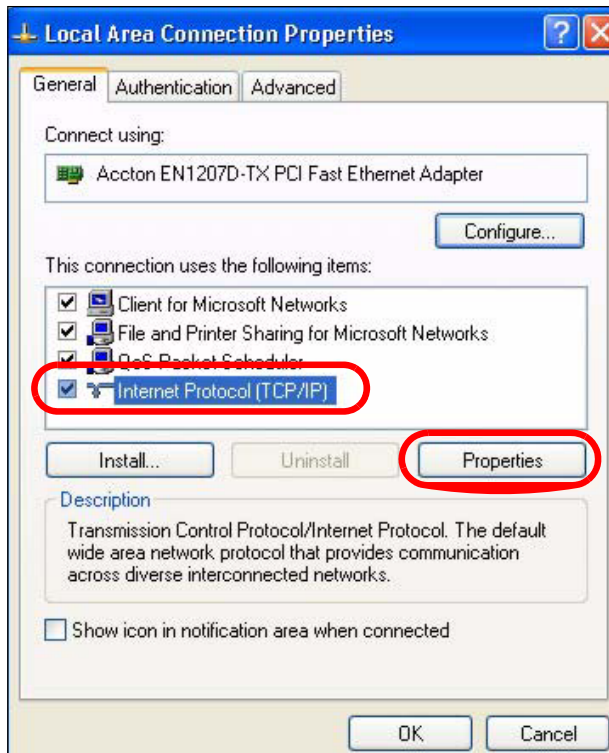 Local Area Connection Properties
General
Authentication
Advanced
Connect using:
Accton EN1207D-TX PCI Fast Ethernet Adapter
Configure...
This connection uses the following items:
Client for Microsoft Networks
File and Printer Sharing for Microsoft Networks
QoS Packet Scheduler
Internet Protocol (TCP/IP)
Install...
Uninstall
Properties
Description
Transmission Control Protocol/Internet Protocol. The default
wide area network protocol that provides communication
across diverse interconnected networks.
Show icon in notification area when connected
OK
Cancel